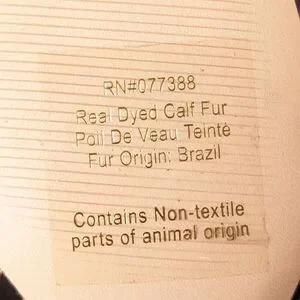 RN#077388
Real Dyed Calf Fur
Poil De Veau Teinté
Fur Origin: Brazil
Contains Non-textile
parts of animal origin